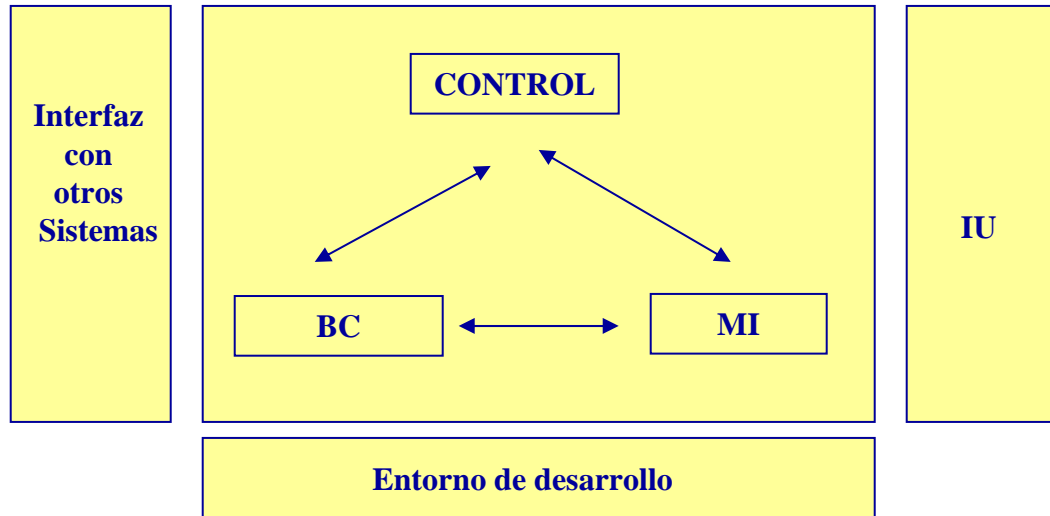 Interfaz
con
otros
Sistemas
CONTROL
BC
MI
IU
Entorno de desarrollo